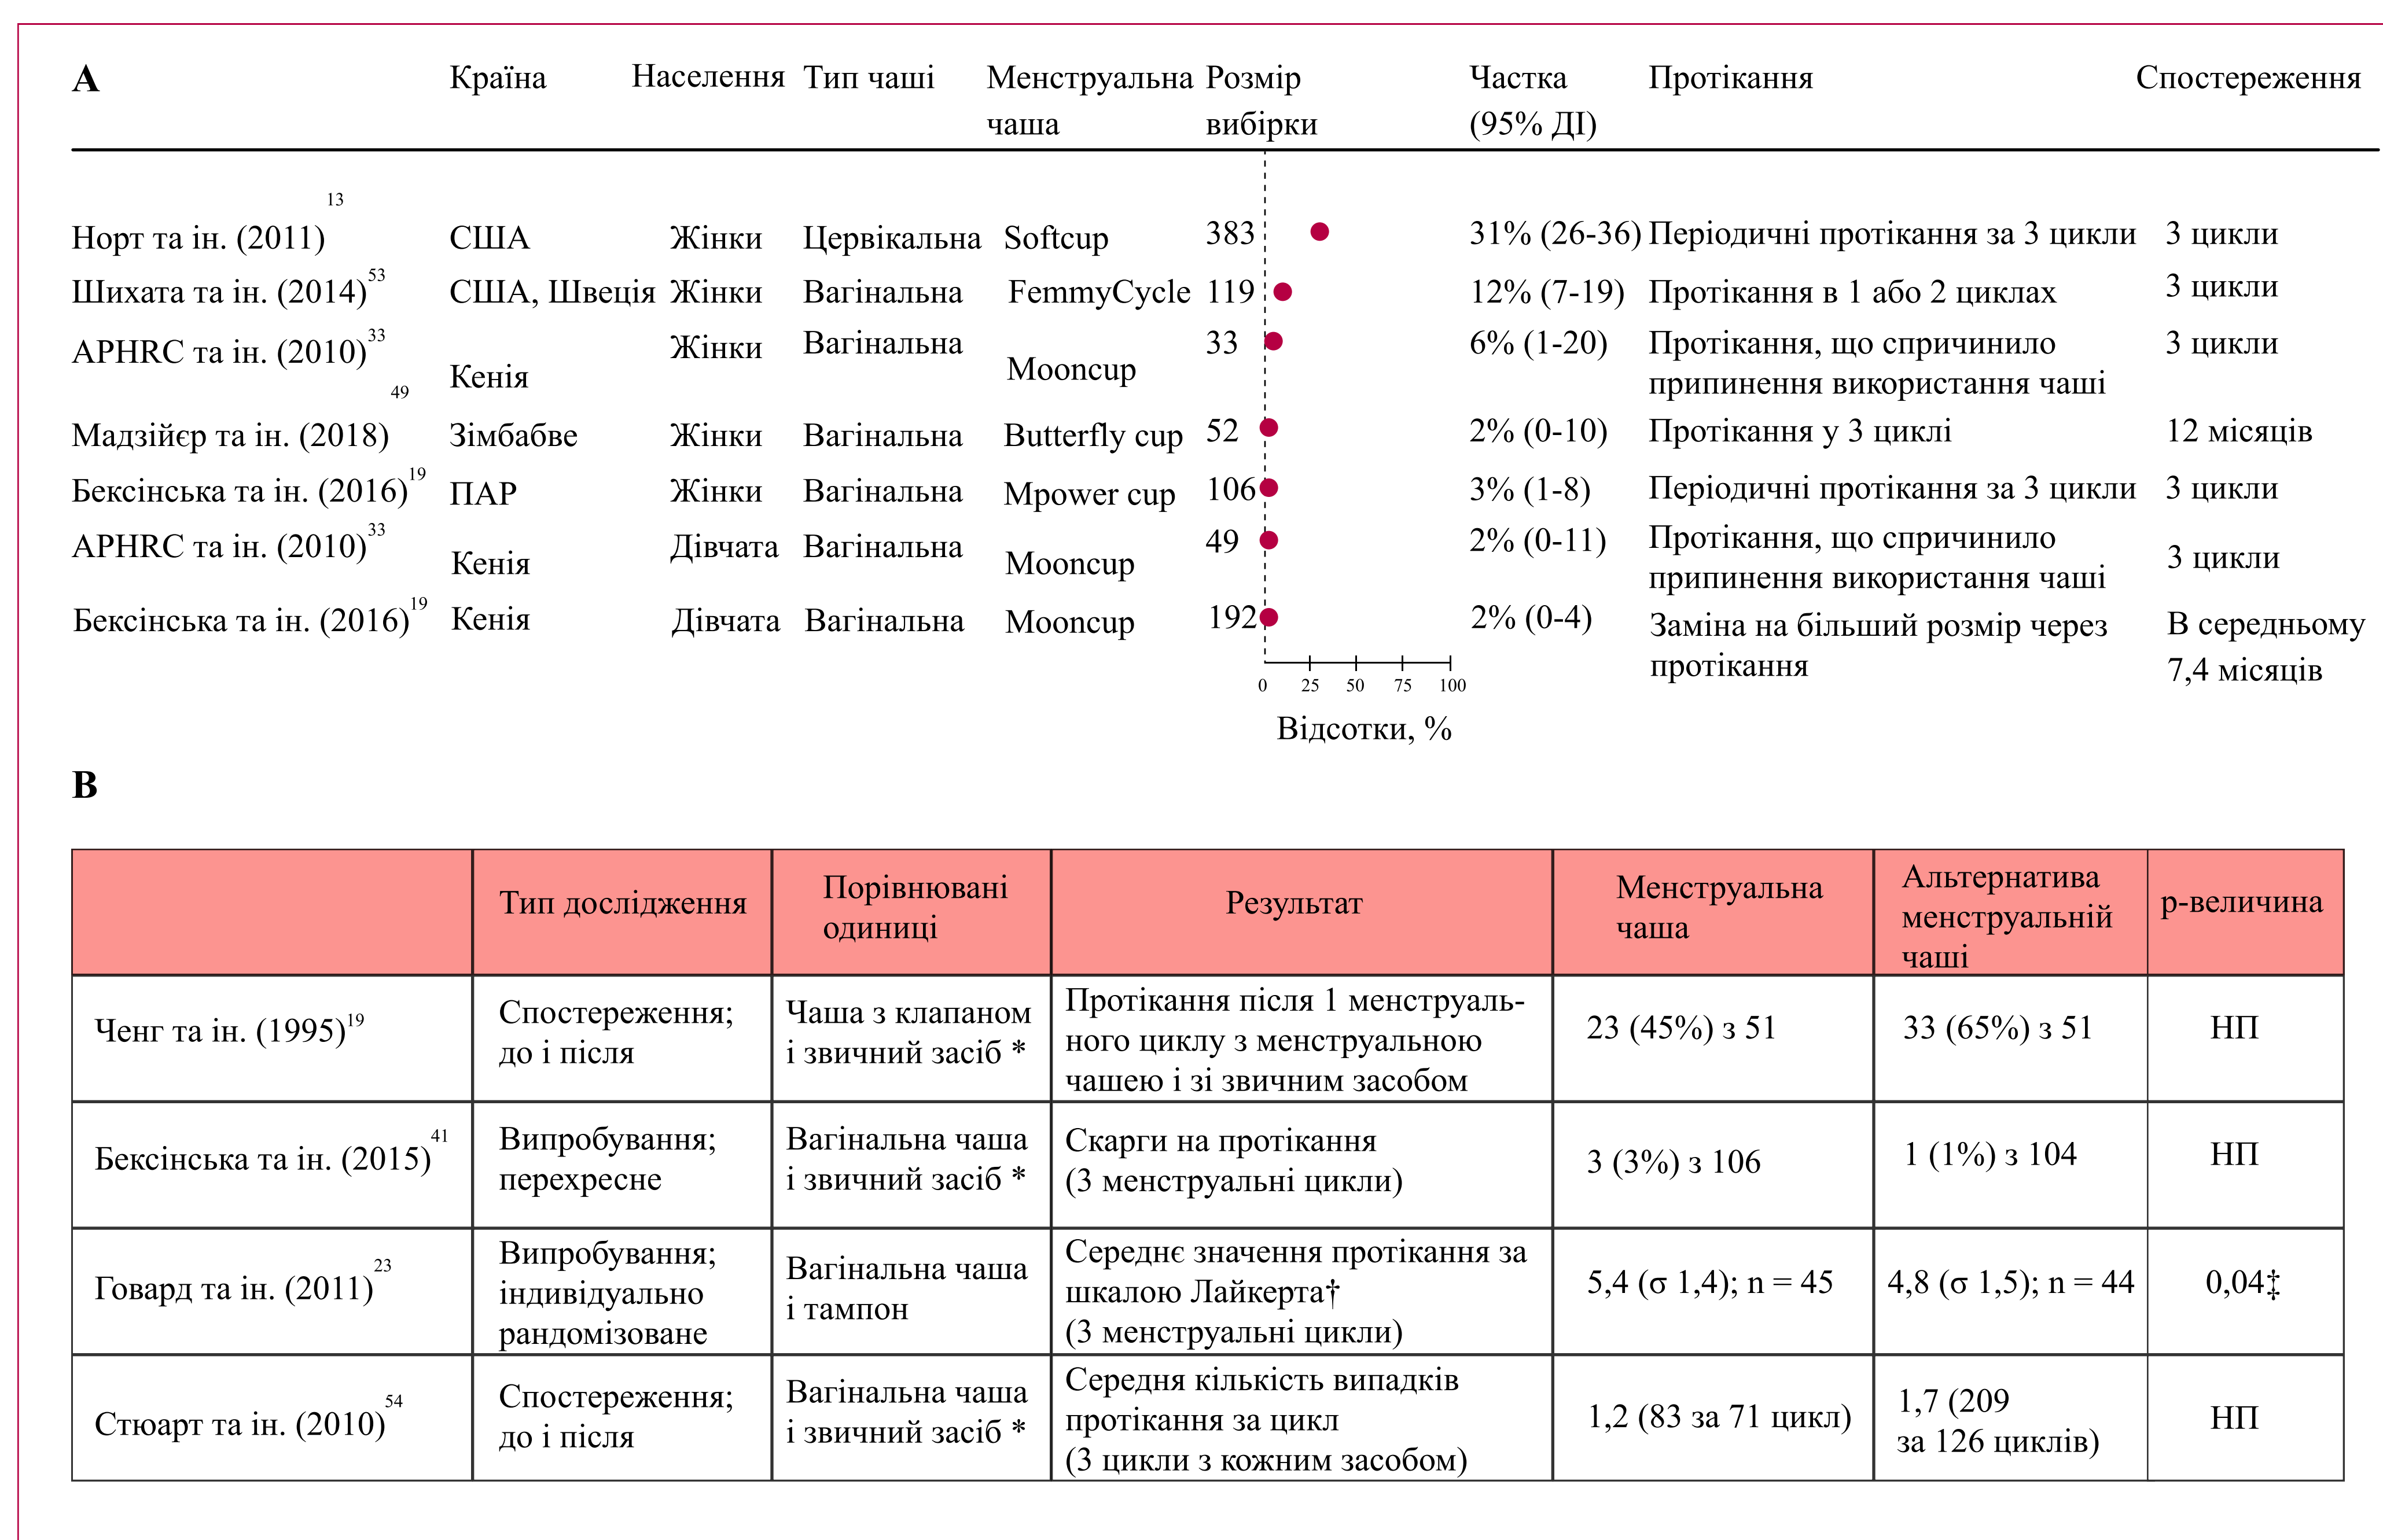 A Країна Населення Тип чаші Менструальна Розмір Частка Протікання Спостереження
чаша вибірки (95% ДІ)
Норт та ін. (2011)13 США Жінки Цервікальна Softcup 383 31% (26-36) Періодичні протікання за 3 цикли 3 цикли
Шихата та ін. (2014)53 США, Швеція Жінки Вагінальна FemmyCycle 119 12% (7-19) Протікання в 1 або 2 циклах 3 цикли
APHRC та ін. (2010)33 Кенія Жінки Вагінальна Mooncup 33 6% (1-20) Протікання, що спричинило 3 цикли
припинення використання чаші
Мадзійєр та ін. (2018)49 Зімбабве Жінки Вагінальна Butterfly cup 52 2% (0-10) Протікання у 3 циклі 12 місяців
Бексінська та ін. (2016)19 ПАР Жінки Вагінальна Mpower cup 106 3% (1-8) Періодичні протікання за 3 цикли 3 цикли
APHRC та ін. (2010)33 Кенія Дівчата Вагінальна Mooncup 49 2% (0-11) Протікання, що спричинило 3 цикли
припинення використання чаші
Бексінська та ін. (2016)19 Кенія Дівчата Вагінальна Mooncup 192 2% (0-4) Заміна на більший розмір через В середньому
протікання 7,4 місяців
0 25 50 75 100
Відсотки, %
B
Тип дослідження
Порівнювані
одиниці
Результат
Менструальна
чаша
Альтернатива
менструальній
чаші
р-величина
Ченг та ін. (1995)19
Спостереження;
до і після
Чаша з клапаном
і звичний засіб *
Протікання після 1 менструаль-
ного циклу з менструальною
чашею і зі звичним засобом
23 (45%) з 51
33 (65%) з 51
НП
Бексінська та ін. (2015)41
Випробування;
перехресне
Вагінальна чаша
і звичний засіб *
Скарги на протікання
(3 менструальні цикли)
3 (3%) з 106
1 (1%) з 104
НП
Говард та ін. (2011)23
Випробування;
індивідуально
рандомізоване
Вагінальна чаша
і тампон
Середнє значення протікання за
шкалою Лайкерта†
(3 менструальні цикли)
5,4 (σ 1,4); n = 45
4,8 (σ 1,5); n = 44
0,04‡
Стюарт та ін. (2010)54
Спостереження;
до і після
Вагінальна чаша
і звичний засіб *
Середня кількість випадків
протікання за цикл
(3 цикли з кожним засобом)
1,2 (83 за 71 цикл)
1,7 (209
за 126 циклів)
НП